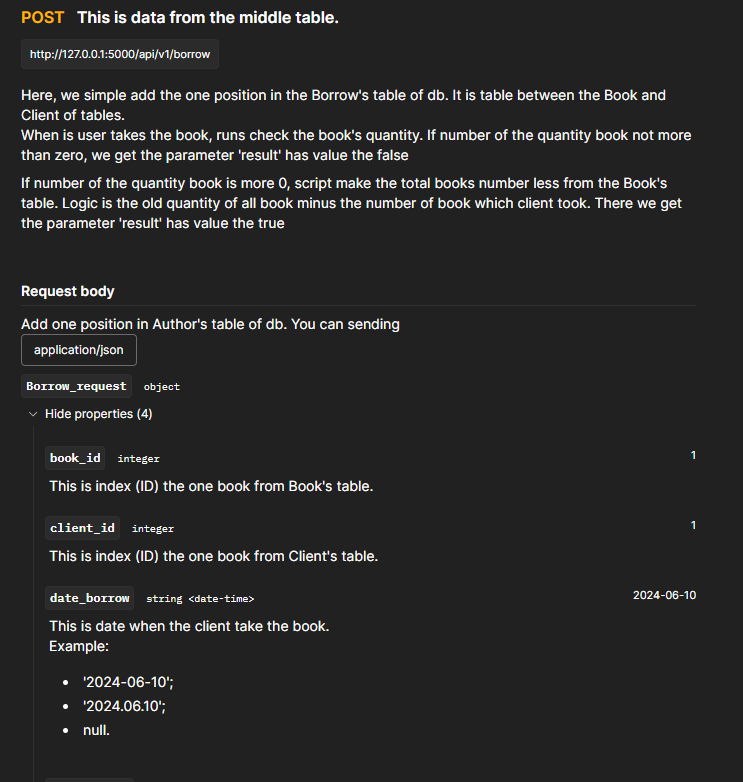 POST This is data from the middle table.
http://127.0.0.1:5000/api/v1/borrow
Here, we simple add the one position in the Borrow's table of db. It is table between the Book and
Client of tables.
When is user takes the book, runs check the book's quantity. If number of the quantity book not more
than zero, we get the parameter 'result' has value the false
If number of the quantity book is more 0, script make the total books number less from the Book's
table. Logic is the old quantity of all book minus the number of book which client took. There we get
the parameter 'result' has value the true
Request body
Add one position in Author's table of db. You can sending
application/json
Borrow_request object
Hide properties (4)
book_id integer 1
This is index (ID) the one book from Book's table.
client_id integer 1
This is index (ID) the one book from Client's table.
date_borrow string <date-time> 2024-06-10
This is date when the client take the book.
Example:
• '2024-06-10';
• '2024.06.10';
• null.